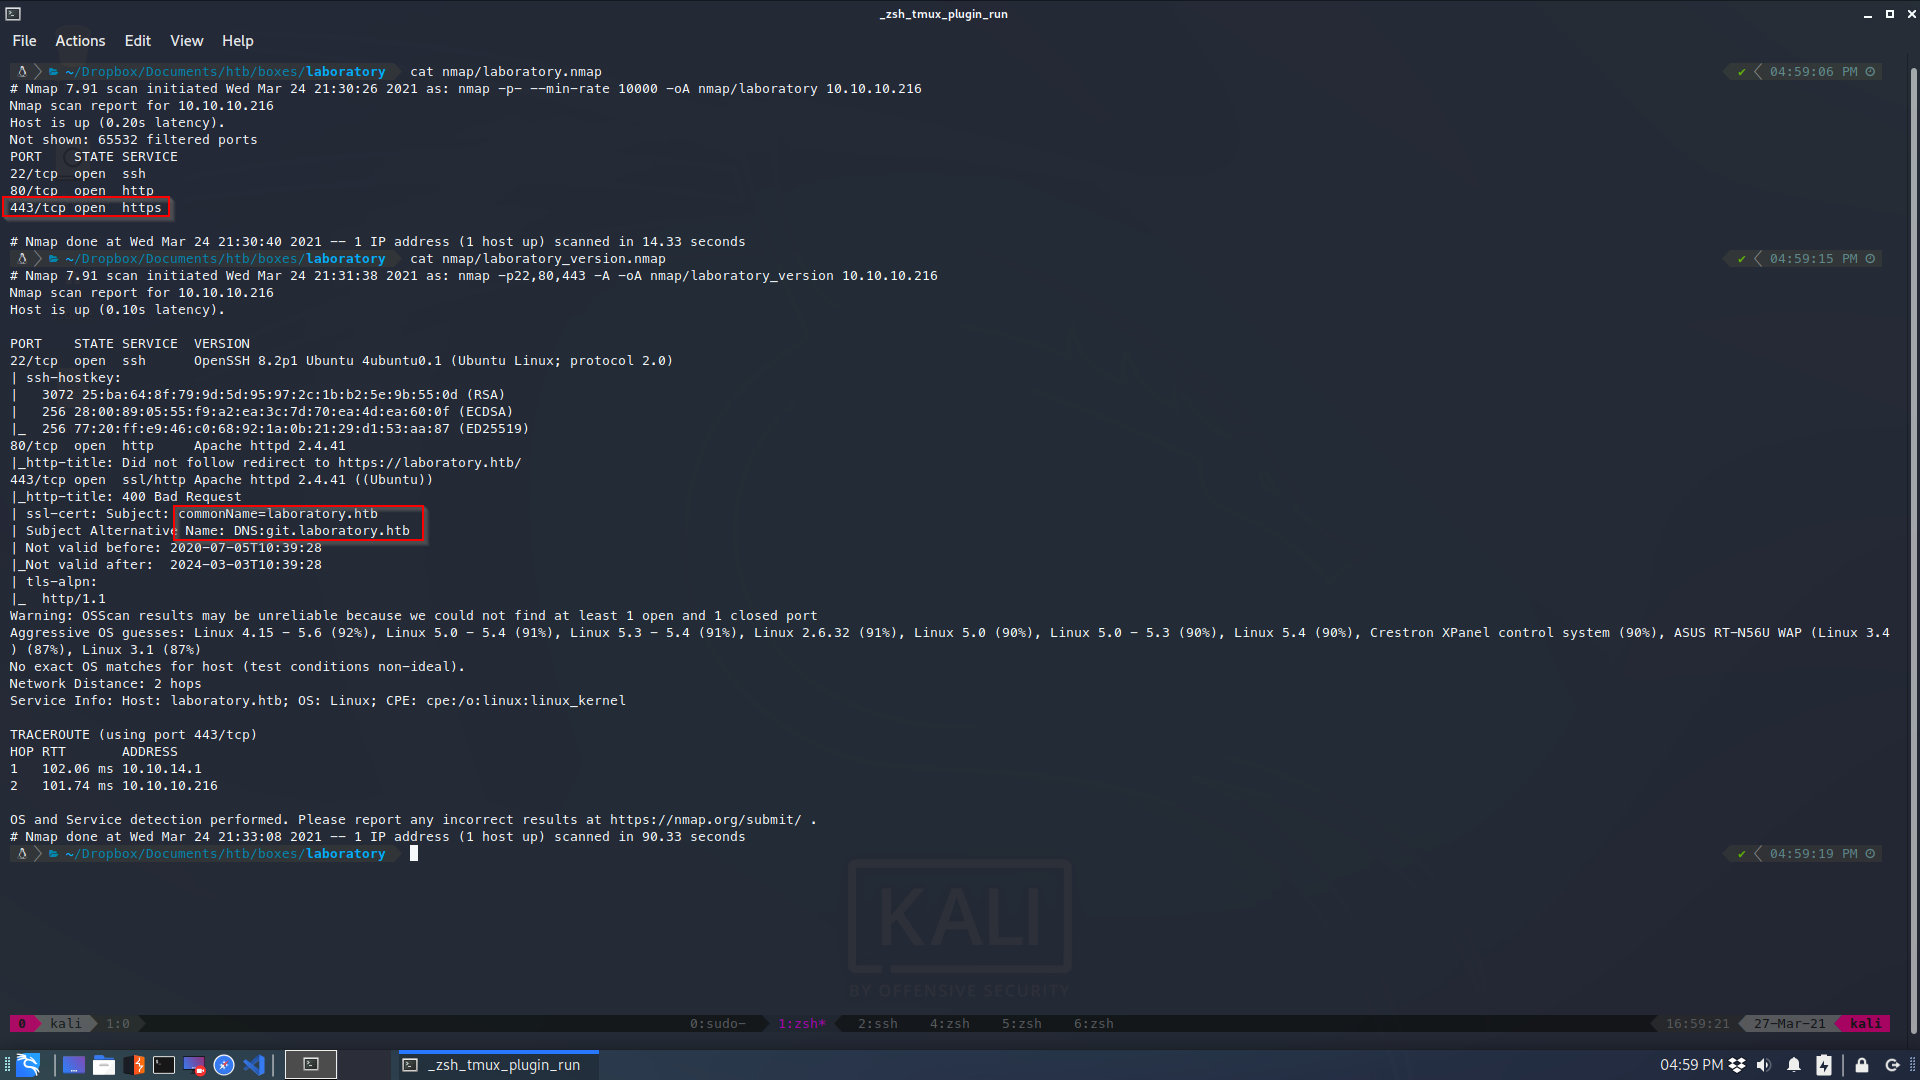 _zsh_tmux_plugin_run
File Actions Edit View Help
~/Dropbox/Documents/htb/boxes/laboratory cat nmap/laboratory.nmap ✔ 04:59:06 PM
# Nmap 7.91 scan initiated Wed Mar 24 21:30:26 2021 as: nmap -p- --min-rate 10000 -oA nmap/laboratory 10.10.10.216
Nmap scan report for 10.10.10.216
Host is up (0.20s latency).
Not shown: 65532 filtered ports
PORT    STATE SERVICE
22/tcp  open  ssh
80/tcp  open  http
443/tcp open  https
# Nmap done at Wed Mar 24 21:30:40 2021 -- 1 IP address (1 host up) scanned in 14.33 seconds
~/Dropbox/Documents/htb/boxes/laboratory cat nmap/laboratory_version.nmap ✔ 04:59:15 PM
# Nmap 7.91 scan initiated Wed Mar 24 21:31:38 2021 as: nmap -p22,80,443 -A -oA nmap/laboratory_version 10.10.10.216
Nmap scan report for 10.10.10.216
Host is up (0.10s latency).
PORT    STATE SERVICE  VERSION
22/tcp  open  ssh      OpenSSH 8.2p1 Ubuntu 4ubuntu0.1 (Ubuntu Linux; protocol 2.0)
| ssh-hostkey:
|   3072 25:ba:64:8f:79:9d:5d:95:97:2c:1b:b2:5e:9b:55:0d (RSA)
|   256 28:00:89:05:55:f9:a2:ea:3c:7d:70:ea:4d:ea:60:0f (ECDSA)
|_  256 77:20:ff:e9:46:c0:68:92:1a:0b:21:29:d1:53:aa:87 (ED25519)
80/tcp  open  http     Apache httpd 2.4.41
|_http-title: Did not follow redirect to https://laboratory.htb/
443/tcp open  ssl/http Apache httpd 2.4.41 ((Ubuntu))
|_http-title: 400 Bad Request
| ssl-cert: Subject: commonName=laboratory.htb
| Subject Alternative Name: DNS:git.laboratory.htb
| Not valid before: 2020-07-05T10:39:28
|_Not valid after:  2024-03-03T10:39:28
| tls-alpn:
|_  http/1.1
Warning: OSScan results may be unreliable because we could not find at least 1 open and 1 closed port
Aggressive OS guesses: Linux 4.15 - 5.6 (92%), Linux 5.0 - 5.4 (91%), Linux 5.3 - 5.4 (91%), Linux 2.6.32 (91%), Linux 5.0 (90%), Linux 5.0 - 5.3 (90%), Linux 5.4 (90%), Crestron XPanel control system (90%), ASUS RT-N56U WAP (Linux 3.4
) (87%), Linux 3.1 (87%)
No exact OS matches for host (test conditions non-ideal).
Network Distance: 2 hops
Service Info: Host: laboratory.htb; OS: Linux; CPE: cpe:/o:linux:linux_kernel
TRACEROUTE (using port 443/tcp)
HOP RTT       ADDRESS
1   102.06 ms 10.10.14.1
2   101.74 ms 10.10.10.216
OS and Service detection performed. Please report any incorrect results at https://nmap.org/submit/ .
# Nmap done at Wed Mar 24 21:33:08 2021 -- 1 IP address (1 host up) scanned in 90.33 seconds
~/Dropbox/Documents/htb/boxes/laboratory ✔ 04:59:19 PM
KALI
BY OFFENSIVE SECURITY
0 kali 1:0 0:sudo- 1:zsh* 2:ssh 4:zsh 5:zsh 6:zsh 16:59:21 27-Mar-21 kali
_zsh_tmux_plugin_run 04:59 PM